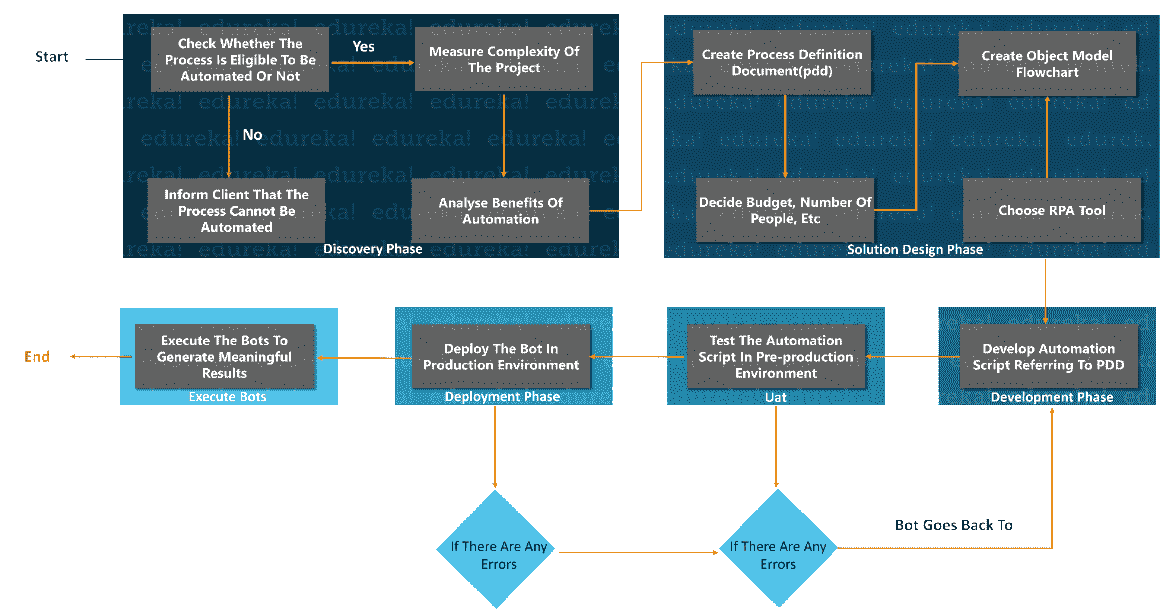 Start
Check Whether The
Process Is Eligible To Be
Automated Or Not
Yes
Measure Complexity Of
The Project
No
Inform Client That The
Process Cannot Be
Automated
Analyse Benefits Of
Automation
Discovery Phase
Create Process Definition
Document(pdd)
Create Object Model
Flowchart
Decide Budget, Number Of
People, Etc
Choose RPA Tool
Solution Design Phase
End
Execute The Bots To
Generate Meaningful
Results
Execute Bots
Deploy The Bot In
Production Environment
Deployment Phase
Test The Automation
Script In Pre-production
Environment
Uat
Develop Automation
Script Referring To PDD
Development Phase
If There Are Any
Errors
If There Are Any
Errors
Bot Goes Back To
edureka!